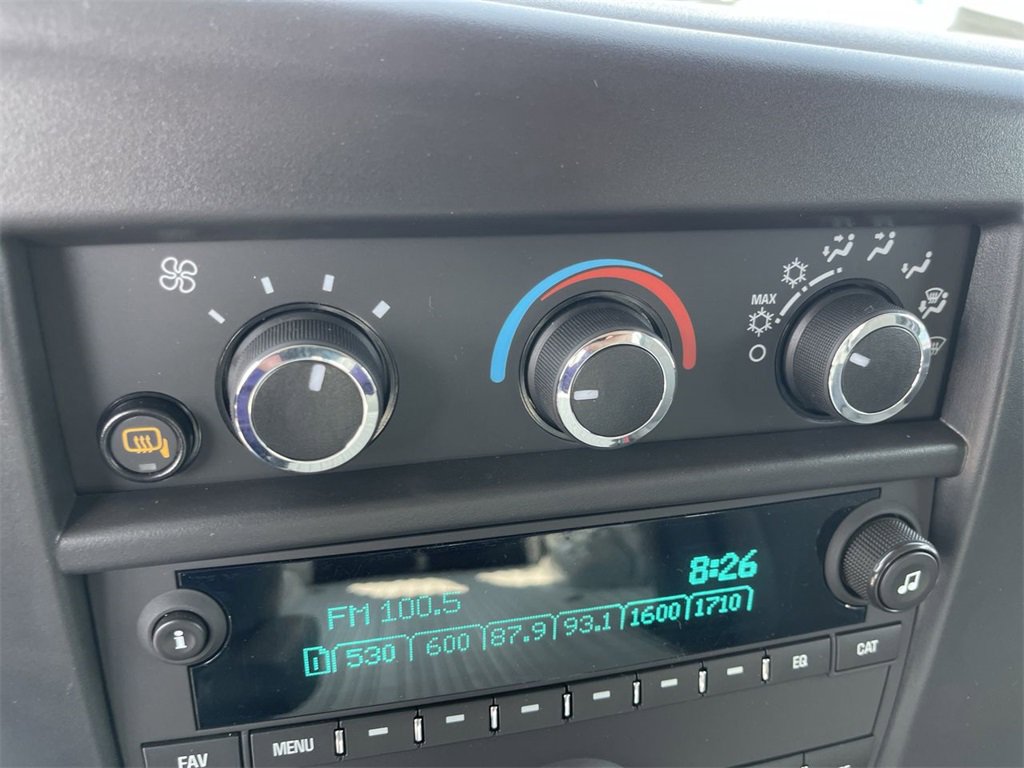 MAX
8:26
FM 100.5
1 530 600 87.9 93.1 1600 1710
i
FAV MENU EQ CAT